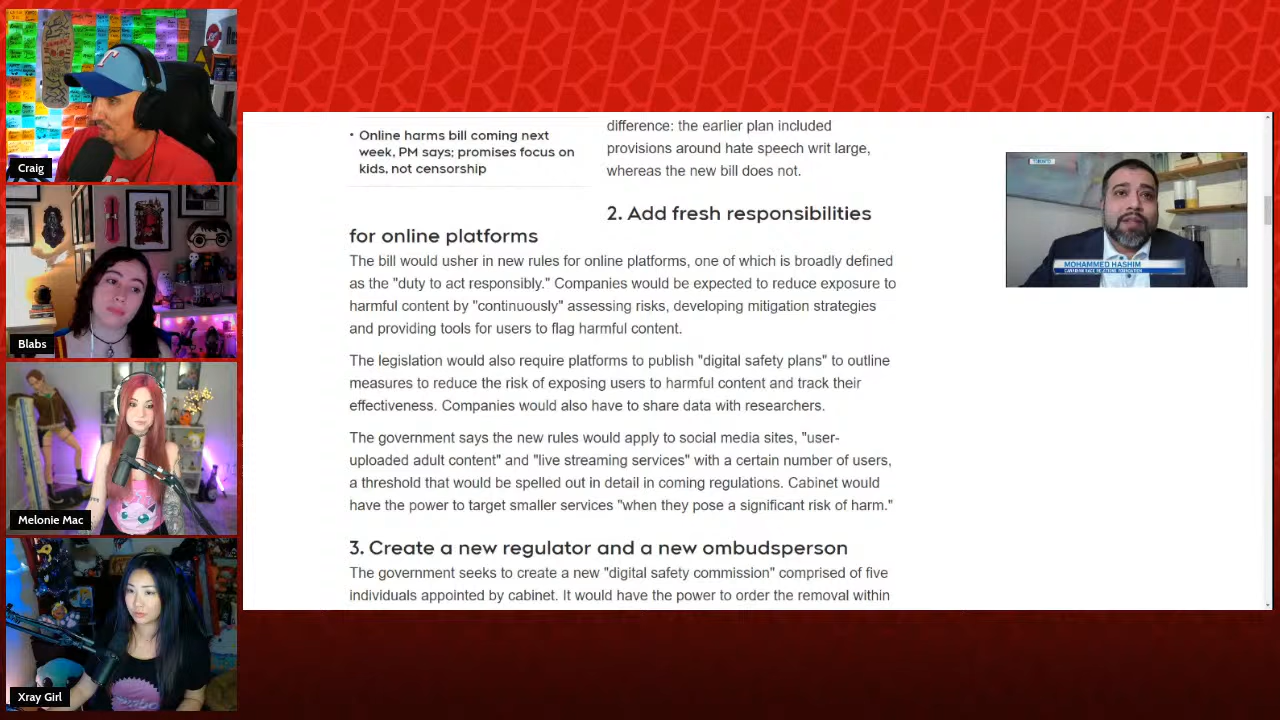 Craig
Blabs
Melonie Mac
Xray Girl
• Online harms bill coming next
week, PM says; promises focus on
kids, not censorship
difference: the earlier plan included
provisions around hate speech writ large,
whereas the new bill does not.
2. Add fresh responsibilities
for online platforms
The bill would usher in new rules for online platforms, one of which is broadly defined
as the "duty to act responsibly." Companies would be expected to reduce exposure to
harmful content by "continuously" assessing risks, developing mitigation strategies
and providing tools for users to flag harmful content.
The legislation would also require platforms to publish "digital safety plans" to outline
measures to reduce the risk of exposing users to harmful content and track their
effectiveness. Companies would also have to share data with researchers.
The government says the new rules would apply to social media sites, "user-
uploaded adult content" and "live streaming services" with a certain number of users,
a threshold that would be spelled out in detail in coming regulations. Cabinet would
have the power to target smaller services "when they pose a significant risk of harm."
3. Create a new regulator and a new ombudsperson
The government seeks to create a new "digital safety commission" comprised of five
individuals appointed by cabinet. It would have the power to order the removal within
TORONTO
MOHAMMED HASHIM
CANADIAN RACE RELATIONS FOUNDATION